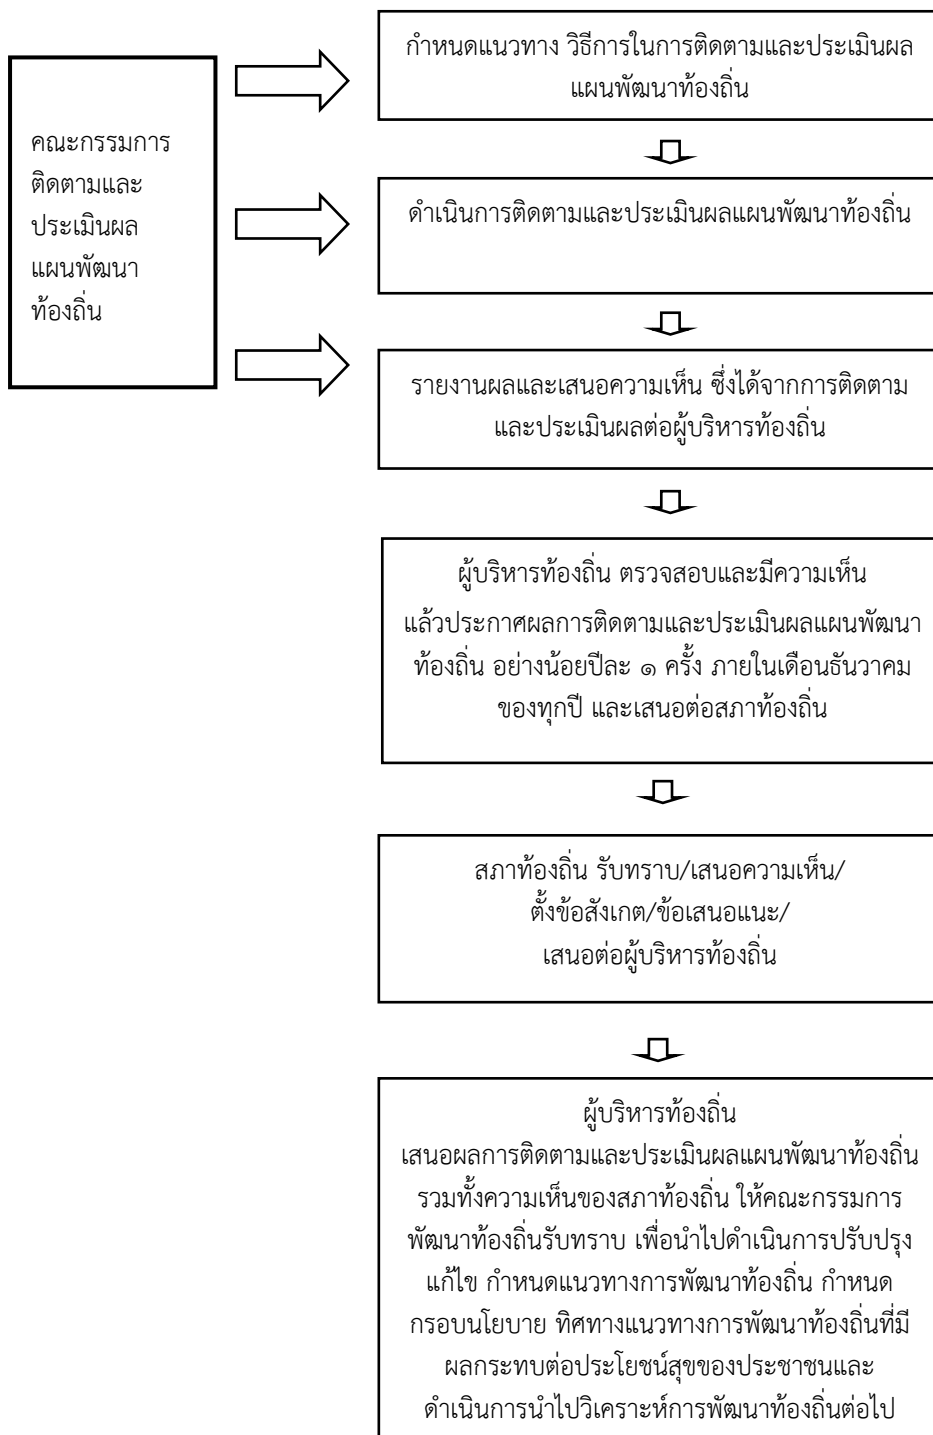 คณะกรรมการ
ติดตามและ
ประเมินผล
แผนพัฒนา
ท้องถิ่น
กำหนดแนวทาง วิธีการในการติดตามและประเมินผล
แผนพัฒนาท้องถิ่น
ดำเนินการติดตามและประเมินผลแผนพัฒนาท้องถิ่น
รายงานผลและเสนอความเห็น ซึ่งได้จากการติดตาม
และประเมินผลต่อผู้บริหารท้องถิ่น
ผู้บริหารท้องถิ่น ตรวจสอบและมีความเห็น
แล้วประกาศผลการติดตามและประเมินผลแผนพัฒนา
ท้องถิ่น อย่างน้อยปีละ ๑ ครั้ง ภายในเดือนธันวาคม
ของทุกปี และเสนอต่อสภาท้องถิ่น
สภาท้องถิ่น รับทราบ/เสนอความเห็น/
ตั้งข้อสังเกต/ข้อเสนอแนะ/
เสนอต่อผู้บริหารท้องถิ่น
ผู้บริหารท้องถิ่น
เสนอผลการติดตามและประเมินผลแผนพัฒนาท้องถิ่น
รวมทั้งความเห็นของสภาท้องถิ่น ให้คณะกรรมการ
พัฒนาท้องถิ่นรับทราบ เพื่อนำไปดำเนินการปรับปรุง
แก้ไข กำหนดแนวทางการพัฒนาท้องถิ่น กำหนด
กรอบนโยบาย ทิศทางแนวทางการพัฒนาท้องถิ่นที่มี
ผลกระทบต่อประโยชน์สุขของประชาชนและ
ดำเนินการนำไปวิเคราะห์การพัฒนาท้องถิ่นต่อไป